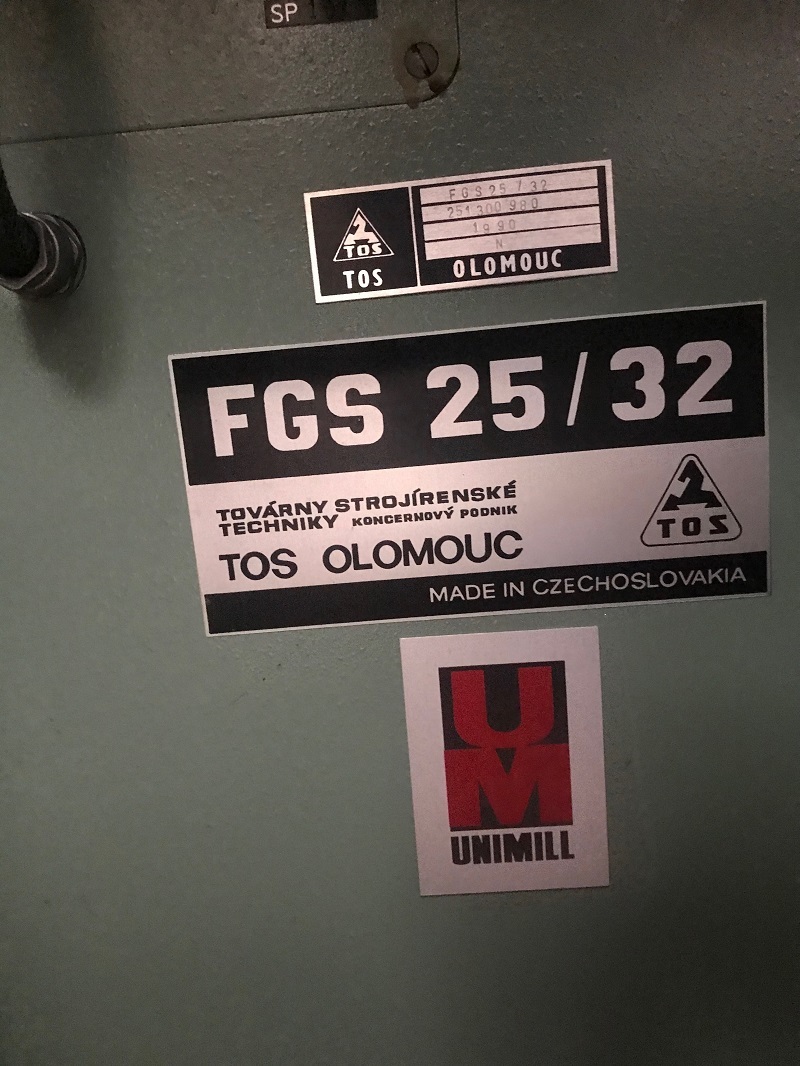 SP
TOS
TOS
FGS25/32
251300980
1990
N
OLOMOUC
FGS 25/32
TOVÁRNY STROJÍRENSKÉ
TECHNIKY KONCERNOVÝ PODNIK
TOS OLOMOUC
TOS
MADE IN CZECHOSLOVAKIA
UM
UNIMILL